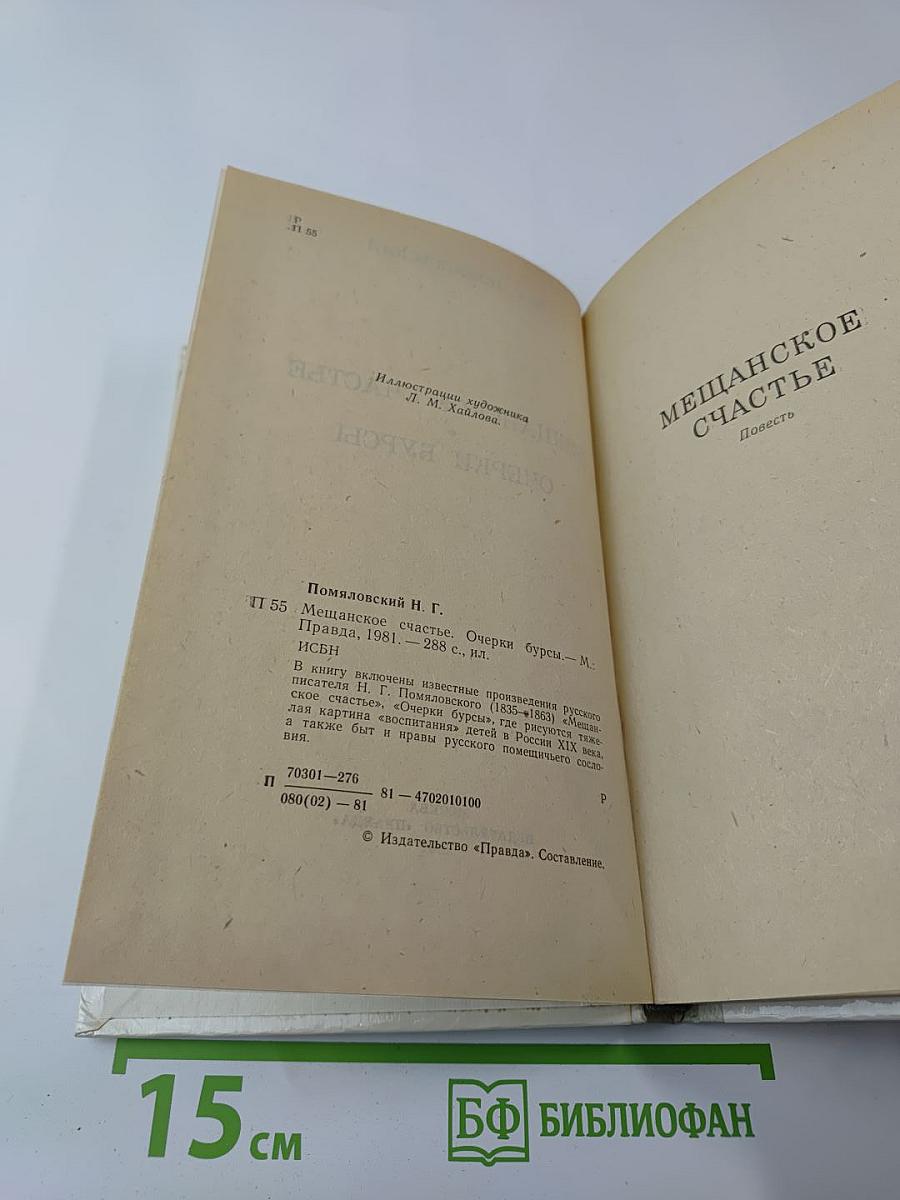 Р
П 55
Иллюстрации художника
Л. М. Хайлова.
Помяловский Н. Г.
П 55 Мещанское счастье. Очерки бурсы.— М.:
Правда, 1981. — 288 с., ил.
ИСБН
В книгу включены известные произведения русского
писателя Н. Г. Помяловского (1835—1863) «Мещан-
ское счастье», «Очерки бурсы», где рисуются тяже-
лая картина «воспитания» детей в России XIX века,
а также быт и нравы русского помещичьего сосло-
вия.
П 70301—276
080(02) — 81 81 — 4702010100 Р
© Издательство «Правда». Составление.
МЕЩАНСКОЕ
СЧАСТЬЕ
Повесть
15 см
БФ БИБЛИОФАН